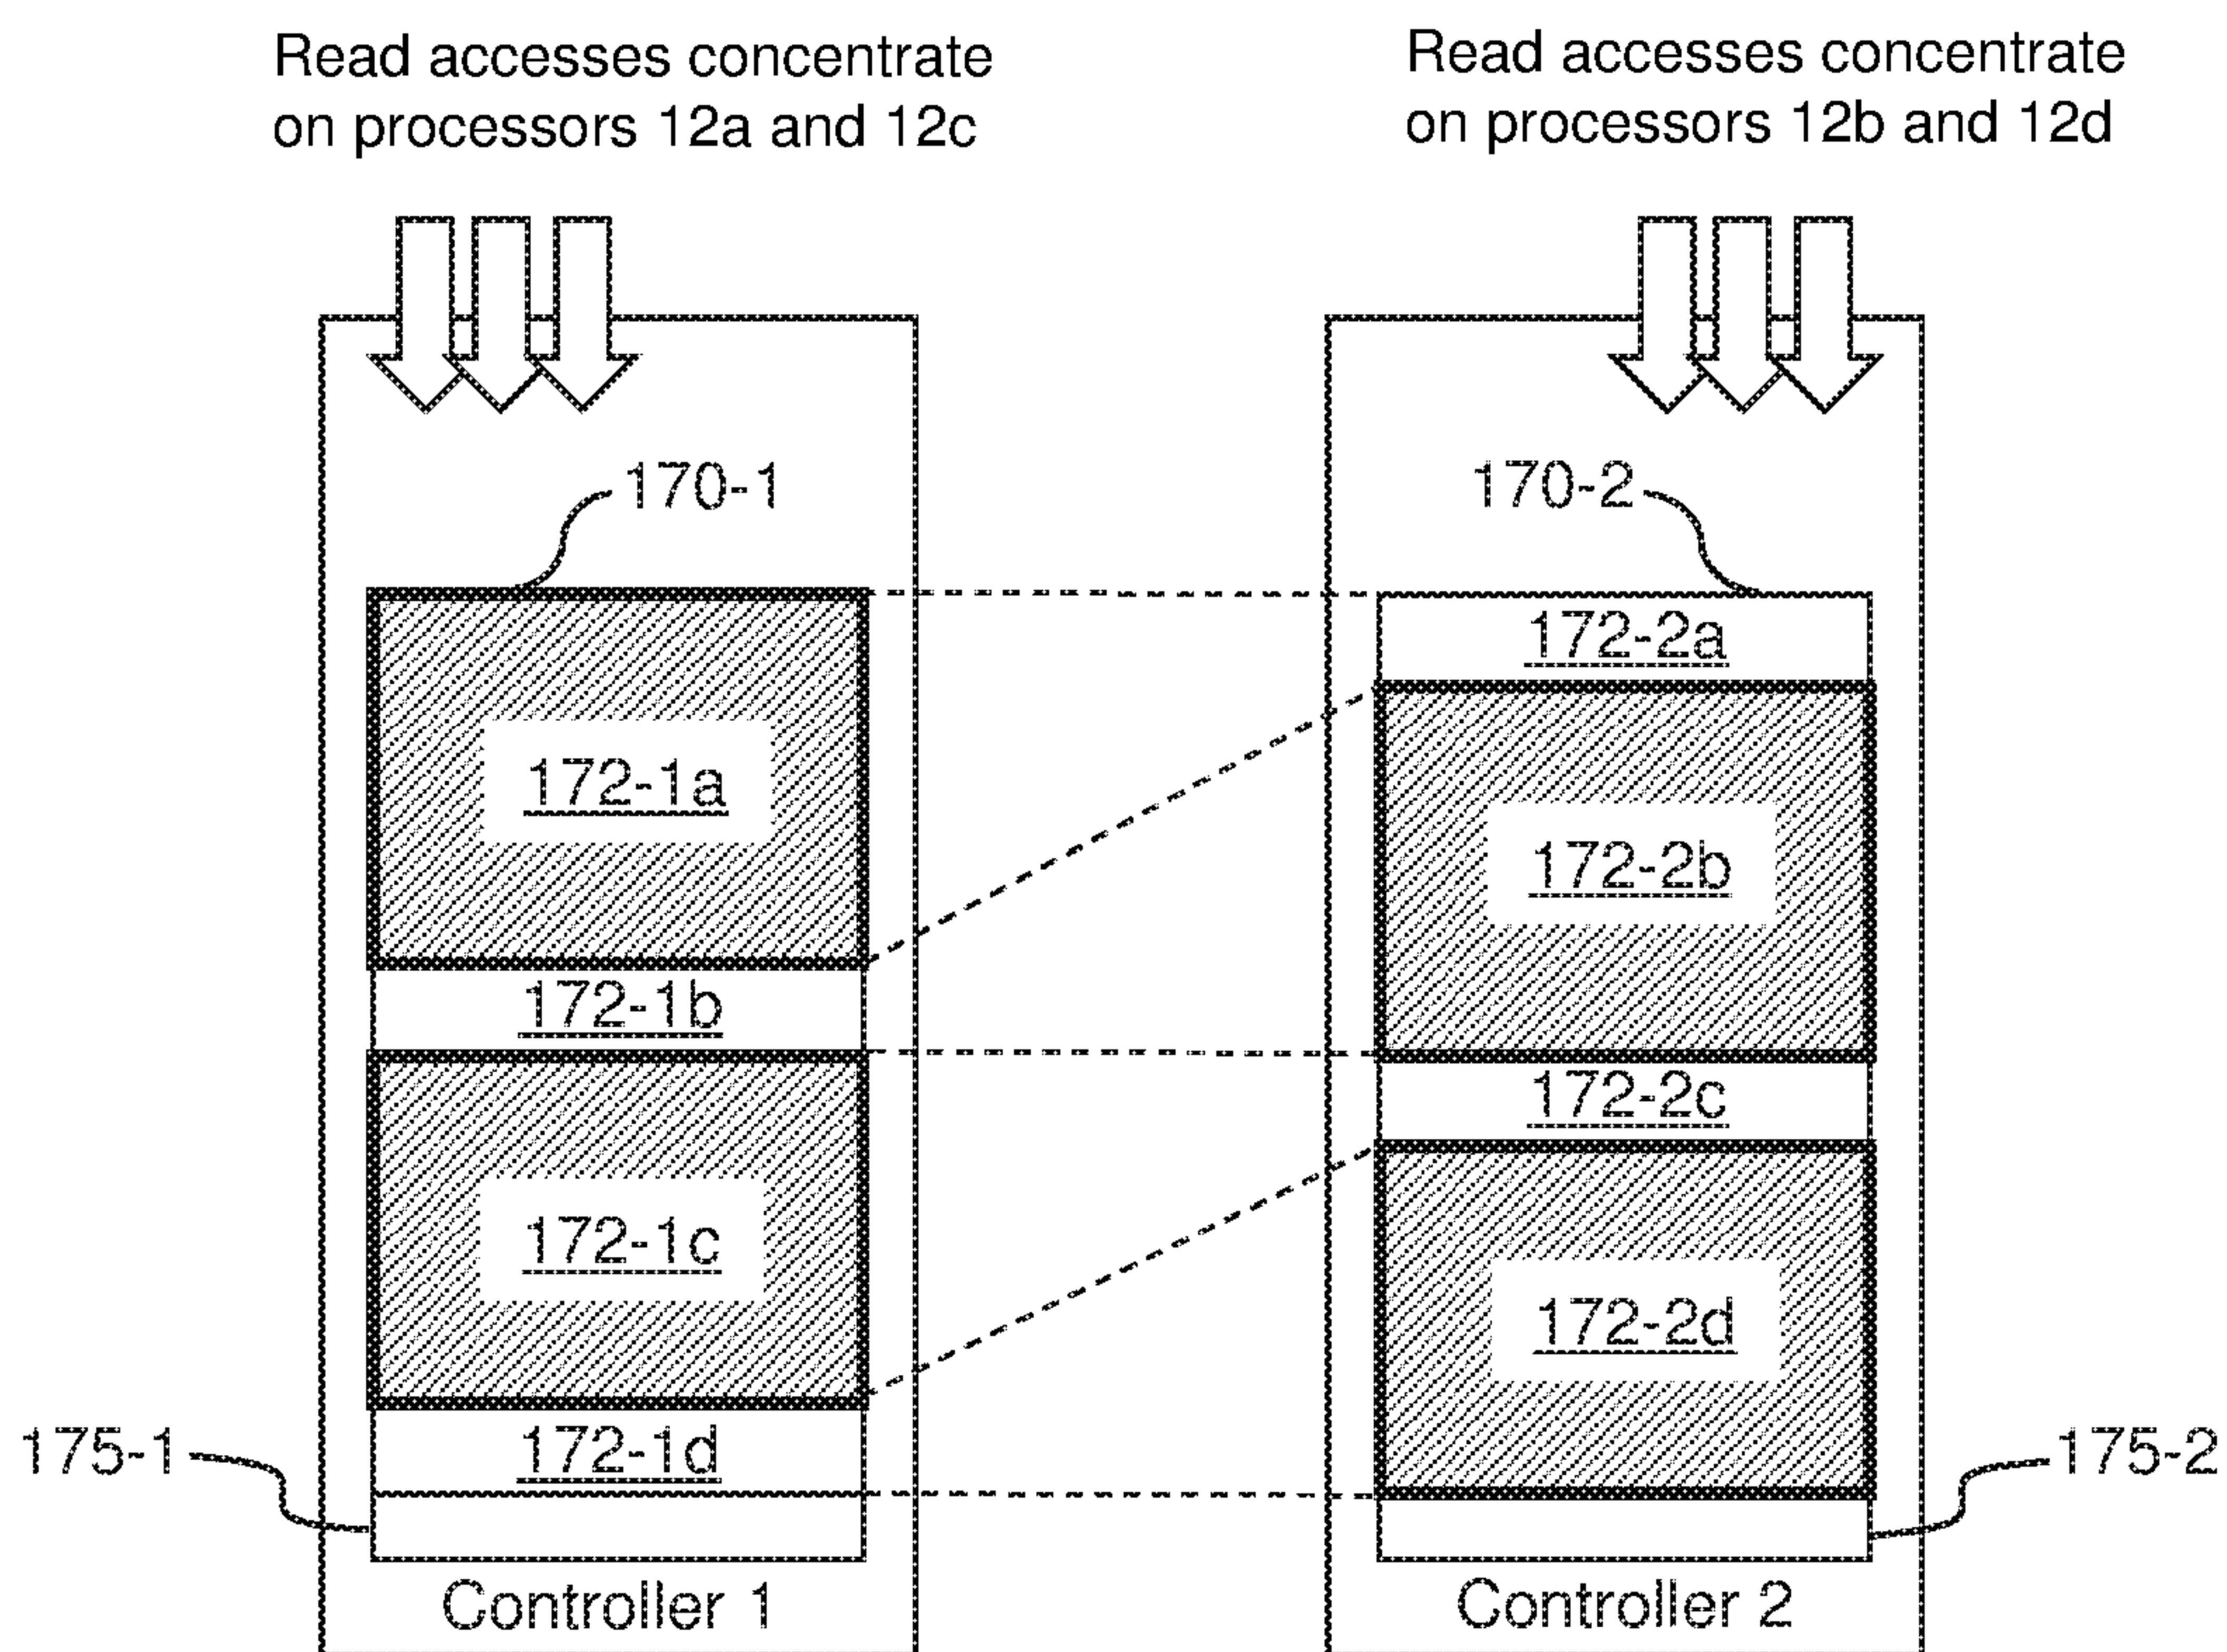 Read accesses concentrate
on processors 12a and 12c
Read accesses concentrate
on processors 12b and 12d
170-1
170-2
172-1a
172-1b
172-1c
172-1d
175-1
Controller 1
172-2a
172-2b
172-2c
172-2d
175-2
Controller 2